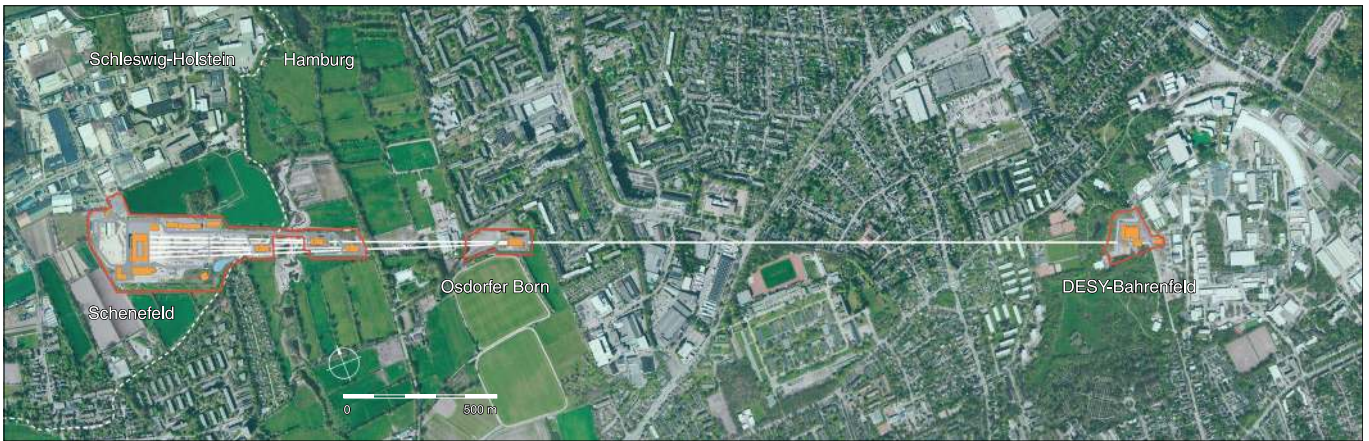 Schleswig-Holstein
Hamburg
Schenefeld
Osdorfer Born
DESY-Bahrenfeld
0
500 m